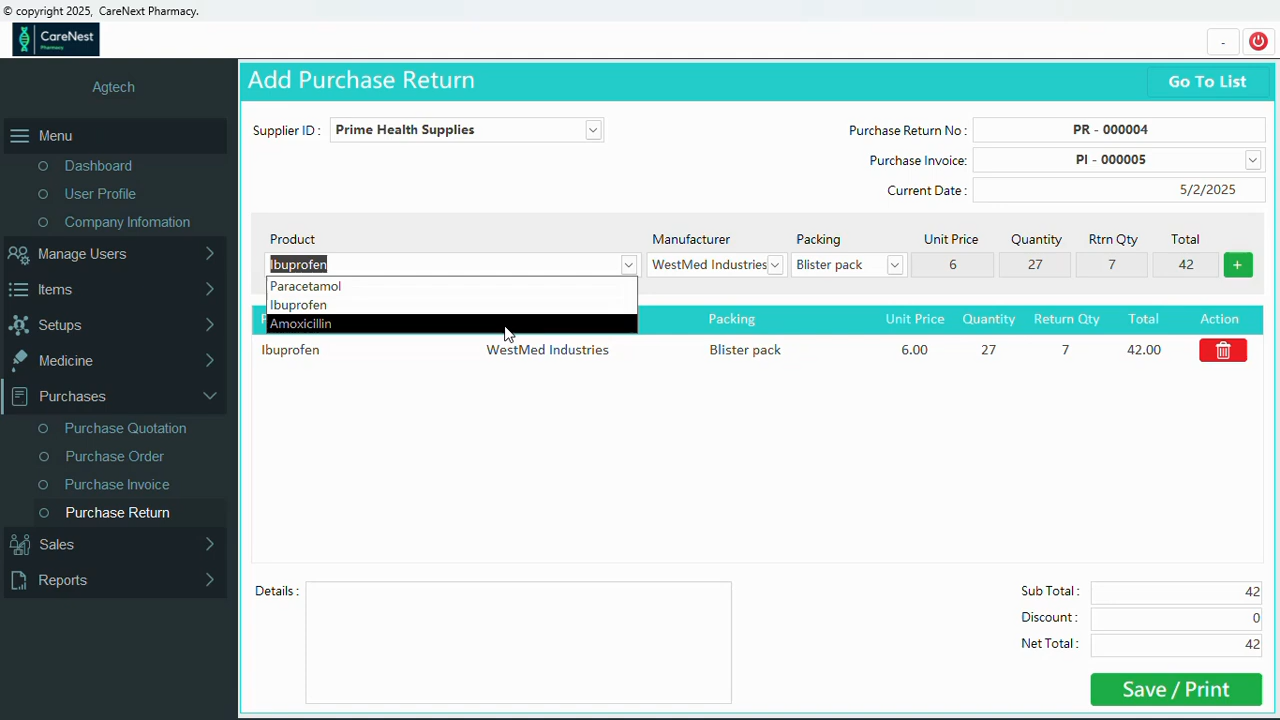 © copyright 2025, CareNext Pharmacy.
CareNest
Pharmacy
-
Agtech
Menu
Dashboard
User Profile
Company Infomation
Manage Users
Items
Setups
Medicine
Purchases
Purchase Quotation
Purchase Order
Purchase Invoice
Purchase Return
Sales
Reports
Add Purchase Return
Go To List
Supplier ID : Prime Health Supplies
Purchase Return No : PR - 000004
Purchase Invoice: PI - 000005
Current Date : 5/2/2025
Product Manufacturer Packing Unit Price Quantity Rtrn Qty Total
Ibuprofen WestMed Industries Blister pack 6 27 7 42 +
Paracetamol
Ibuprofen
Amoxicillin
Packing Unit Price Quantity Return Qty Total Action
Ibuprofen WestMed Industries Blister pack 6.00 27 7 42.00
Details :
Sub Total : 42
Discount : 0
Net Total : 42
Save / Print